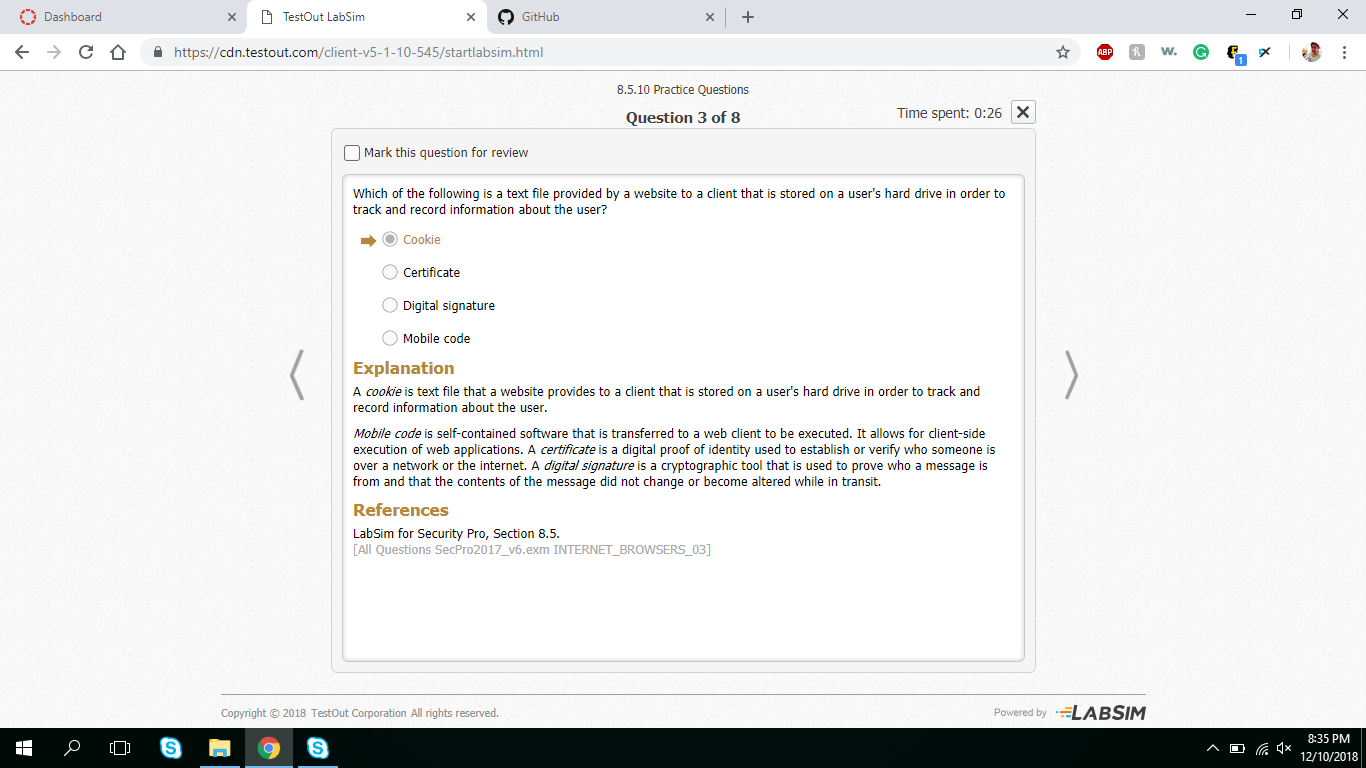 Dashboard
TestOut LabSim
GitHub
https://cdn.testout.com/client-v5-1-10-545/startlabsim.html
ABP
w.
1
8.5.10 Practice Questions
Question 3 of 8
Time spent: 0:26
Mark this question for review
Which of the following is a text file provided by a website to a client that is stored on a user's hard drive in order to
track and record information about the user?
Cookie
Certificate
Digital signature
Mobile code
Explanation
A cookie is text file that a website provides to a client that is stored on a user's hard drive in order to track and
record information about the user.
Mobile code is self-contained software that is transferred to a web client to be executed. It allows for client-side
execution of web applications. A certificate is a digital proof of identity used to establish or verify who someone is
over a network or the internet. A digital signature is a cryptographic tool that is used to prove who a message is
from and that the contents of the message did not change or become altered while in transit.
References
LabSim for Security Pro, Section 8.5.
[All Questions SecPro2017_v6.exm INTERNET_BROWSERS_03]
Copyright © 2018 TestOut Corporation All rights reserved.
Powered by LABSIM
8:35 PM
12/10/2018